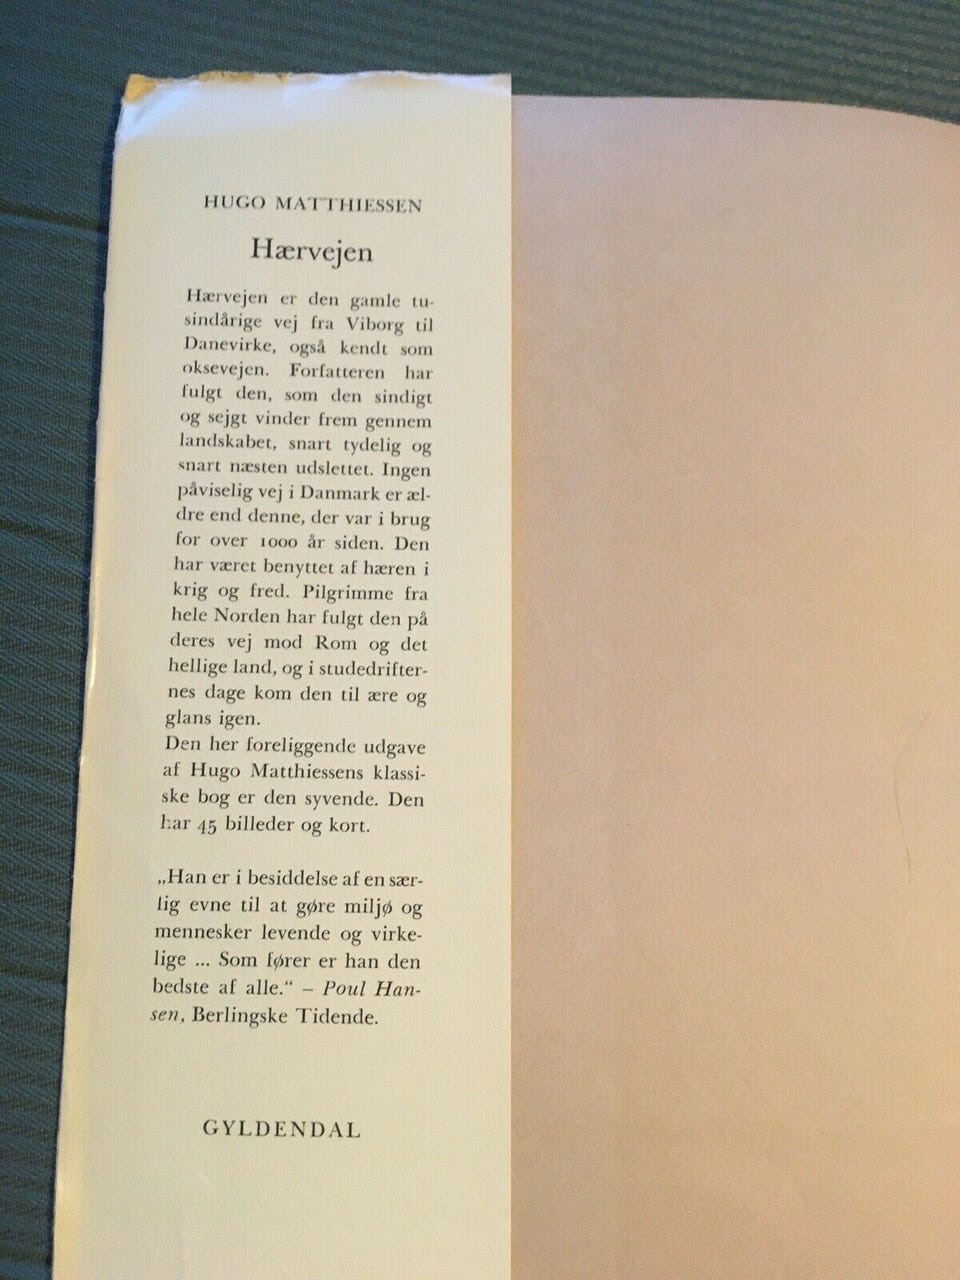 HUGO MATTHIESSEN
Hærvejen
Hærvejen er den gamle tu-
sindårige vej fra Viborg til
Danevirke, også kendt som
oksevejen. Forfatteren har
fulgt den, som den sindigt
og sejgt vinder frem gennem
landskabet, snart tydelig og
snart næsten udslettet. Ingen
påviselig vej i Danmark er æl-
dre end denne, der var i brug
for over 1000 år siden. Den
har været benyttet af hæren i
krig og fred. Pilgrimme fra
hele Norden har fulgt den på
deres vej mod Rom og det
hellige land, og i studedrifter-
nes dage kom den til ære og
glans igen.
Den her foreliggende udgave
af Hugo Matthiessens klassi-
ske bog er den syvende. Den
har 45 billeder og kort.
„Han er i besiddelse af en sær-
lig evne til at gøre miljø og
mennesker levende og virke-
lige ... Som fører er han den
bedste af alle.“ – Poul Han-
sen, Berlingske Tidende.
GYLDENDAL